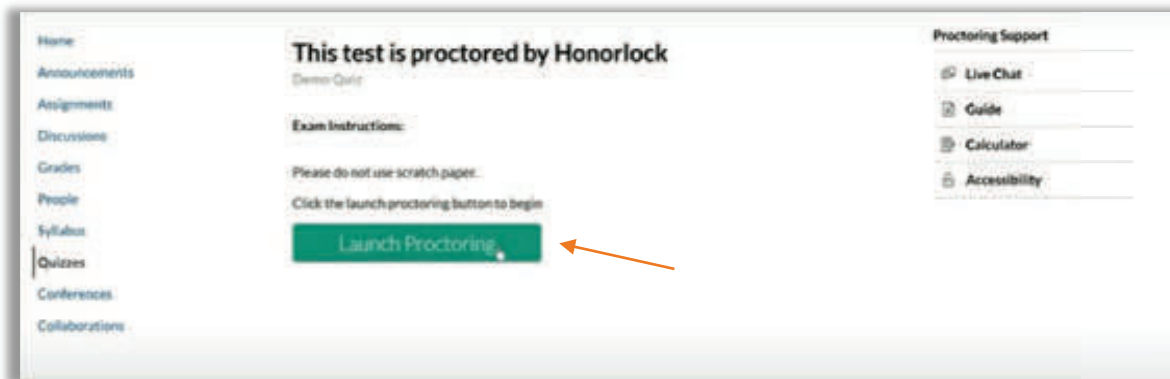 Home
Announcements
Assignments
Discussions
Grades
People
Syllabus
Quizzes
Conferences
Collaborations
This test is proctored by Honorlock
Demo Quiz
Exam Instructions:
Please do not use scratch paper.
Click the launch proctoring button to begin
Launch Proctoring
Proctoring Support
Live Chat
Guide
Calculator
Accessibility